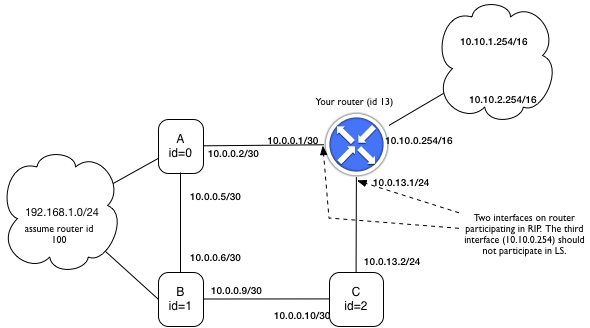 10.10.1.254/16
10.10.2.254/16
Your router (id 13)
A
id=0
10.0.0.2/30
10.0.0.1/30
10.10.0.254/16
10.0.13.1/24
10.0.0.5/30
192.168.1.0/24
assume router id
100
Two interfaces on router
participating in RIP. The third
interface (10.10.0.254) should
not participate in LS.
10.0.0.6/30
10.0.13.2/24
B
id=1
10.0.0.9/30
10.0.0.10/30
C
id=2